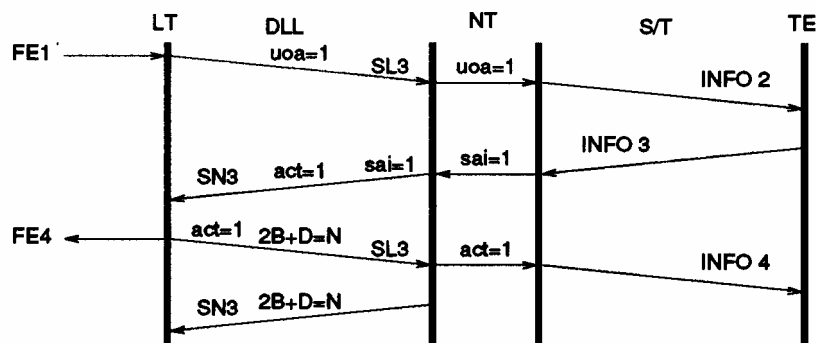 LT DLL NT S/T TE
FE1 uoa=1 SL3 uoa=1 INFO 2
SN3 act=1 sai=1 sai=1 INFO 3
FE4 act=1 2B+D=N SL3 act=1 INFO 4
SN3 2B+D=N